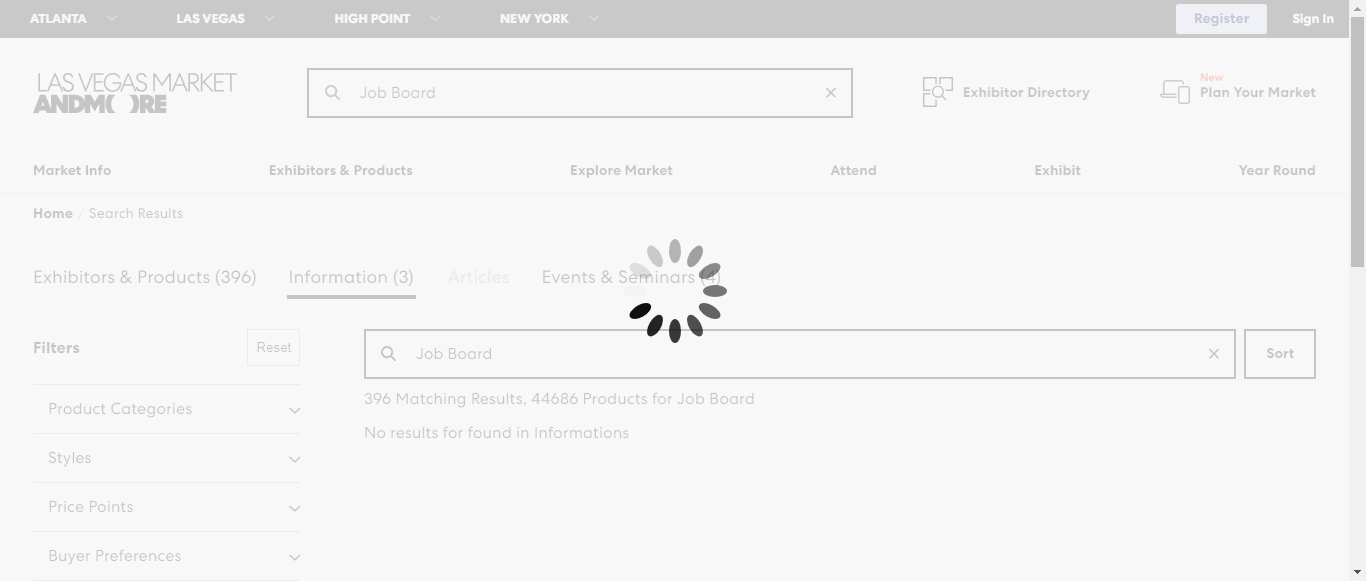 ATLANTA LAS VEGAS HIGH POINT NEW YORK Register Sign In
LAS VEGAS MARKET
ANDM( )RE
Job Board
Exhibitor Directory
New
Plan Your Market
Market Info Exhibitors & Products Explore Market Attend Exhibit Year Round
Home / Search Results
Exhibitors & Products (396) Information (3) Articles Events & Seminars (4)
Filters
Reset
Job Board
Sort
396 Matching Results, 44686 Products for Job Board
No results for found in Informations
Product Categories
Styles
Price Points
Buyer Preferences